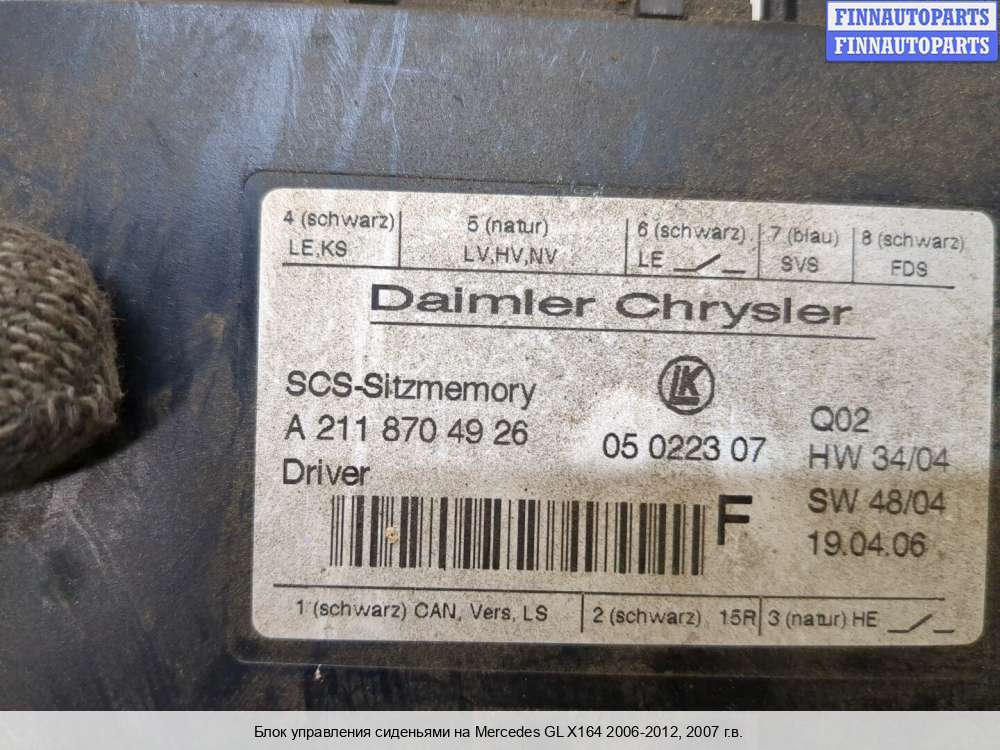 FINNAUTOPARTS
FINNAUTOPARTS
4 (schwarz) 5 (natur) 6 (schwarz) 7 (blau) 8 (schwarz)
LE,KS LV,HV,NV LE SVS FDS
Daimler Chrysler
SCS-Sitzmemory LK
A 211 870 49 26 05 0223 07 Q02
Driver HW 34/04
F SW 48/04
19.04.06
1 (schwarz) CAN, Vers, LS 2 (schwarz) 15R 3 (natur) HE
Блок управления сиденьями на Mercedes GL X164 2006-2012, 2007 г.в.